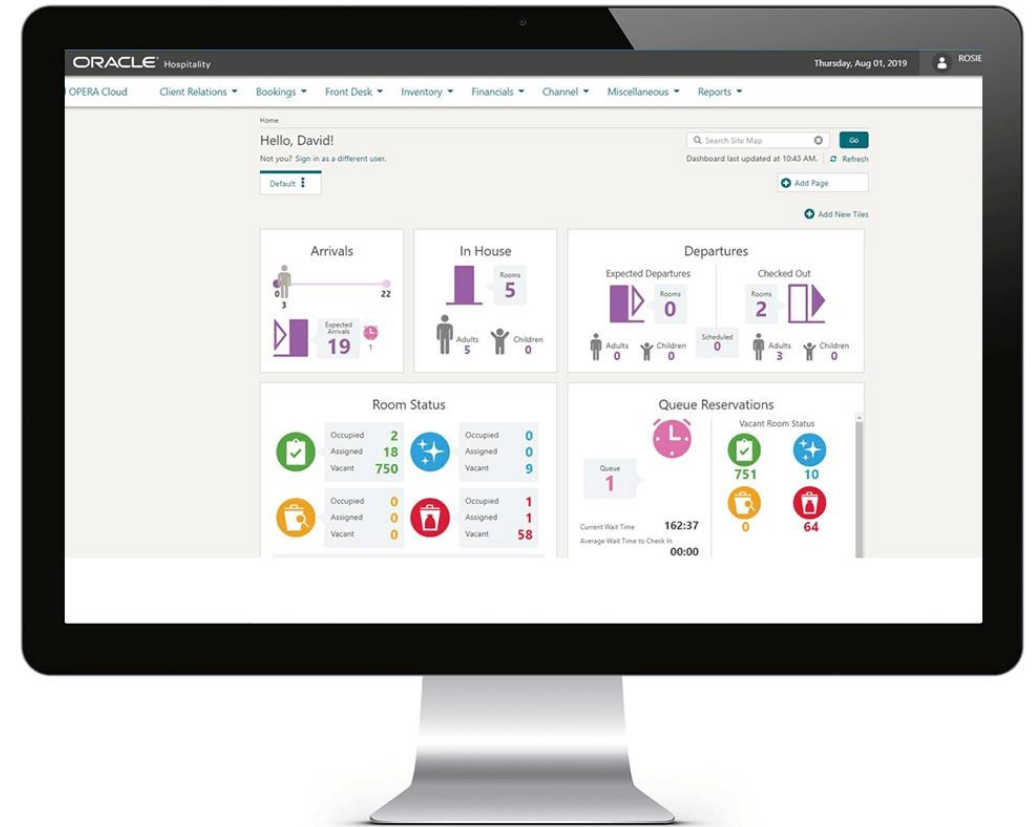 ORACLE Hospitality
Thursday, Aug 01, 2019
ROSIE
OPERA Cloud Client Relations Bookings Front Desk Inventory Financials Channel Miscellaneous Reports
Home
Hello, David!
Search Site Map Go
Not you? Sign in as a different user.
Dashboard last updated at 10:43 AM. Refresh
Default
Add Page
Add New Tiles
Arrivals
0 22
3
Expected Arrivals
19 1
In House
Rooms
5
Adults Children
5 0
Departures
Expected Departures
Rooms
0
Adults Children
0 0
Scheduled
0
Checked Out
Rooms
2
Adults Children
3 0
Room Status
Occupied 2
Assigned 18
Vacant 750
Occupied 0
Assigned 0
Vacant 9
Occupied 0
Assigned 0
Vacant 0
Occupied 1
Assigned 1
Vacant 58
Queue Reservations
Queue
1
Current Wait Time 162:37
Average Wait Time to Check In
00:00
Vacant Room Status
751 10
0 64